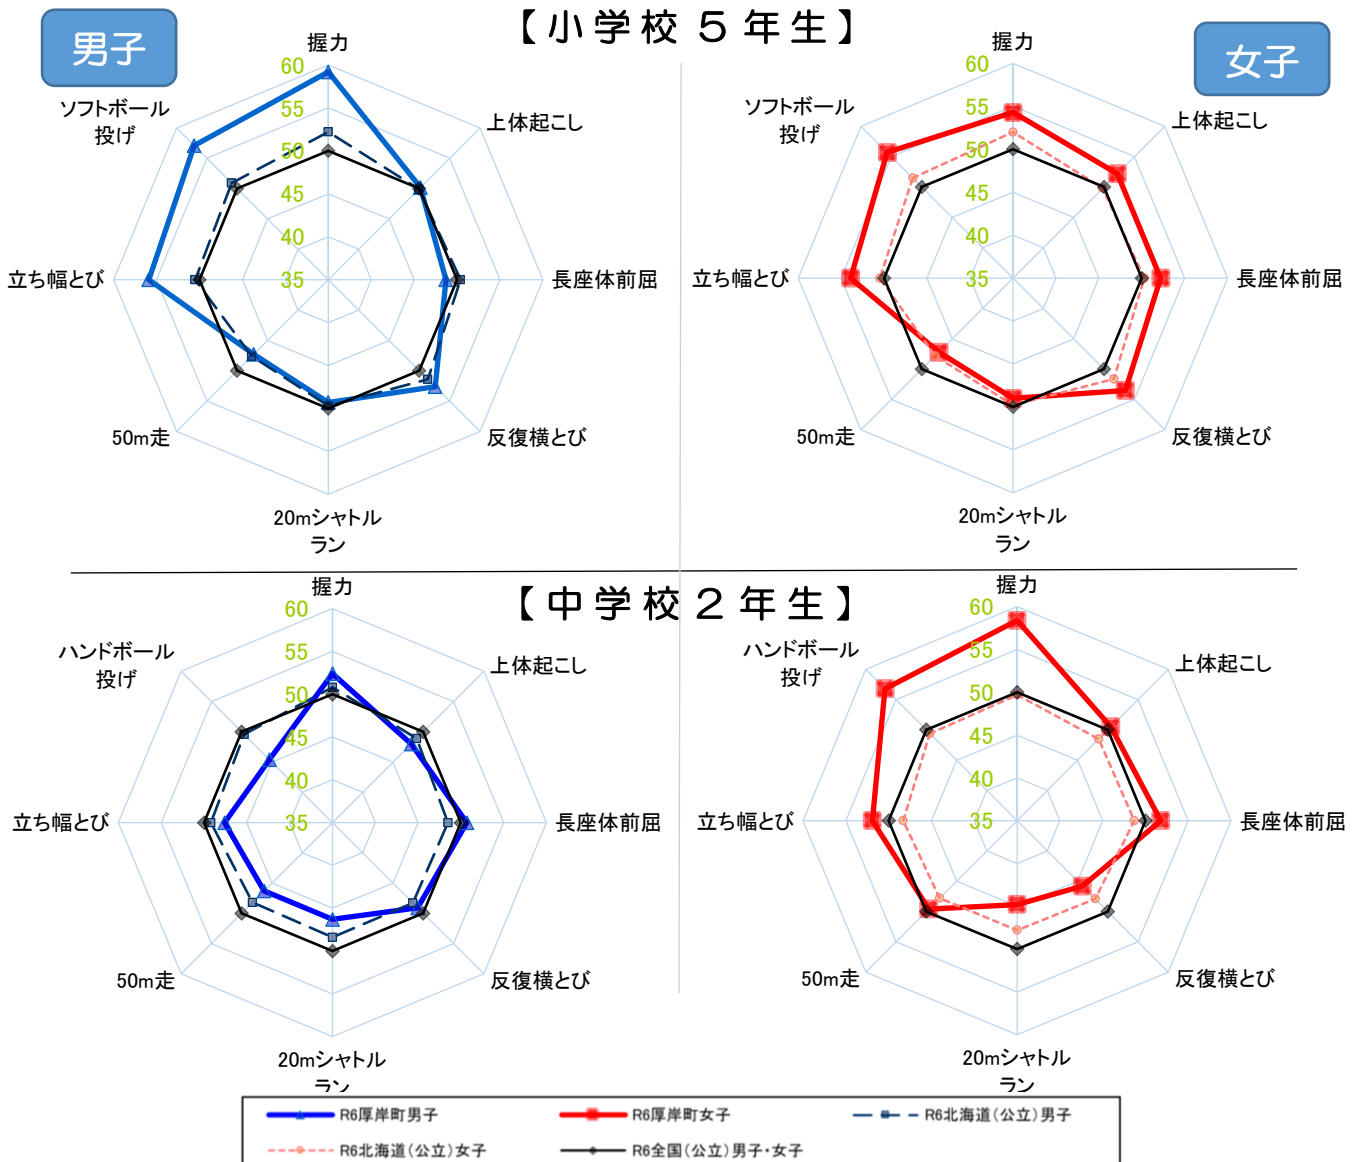 【小学校５年生】
男子
女子
握力
60
55
50
45
40
35
上体起こし
長座体前屈
反復横とび
20mシャトル
ラン
50m走
立ち幅とび
ソフトボール
投げ
握力
60
55
50
45
40
35
上体起こし
長座体前屈
反復横とび
20mシャトル
ラン
50m走
立ち幅とび
ソフトボール
投げ
【中学校２年生】
握力
60
55
50
45
40
35
上体起こし
長座体前屈
反復横とび
20mシャトル
ラン
50m走
立ち幅とび
ハンドボール
投げ
握力
60
55
50
45
40
35
上体起こし
長座体前屈
反復横とび
20mシャトル
ラン
50m走
立ち幅とび
ハンドボール
投げ
R6厚岸町男子
R6厚岸町女子
R6北海道(公立)男子
R6北海道(公立)女子
R6全国(公立)男子・女子